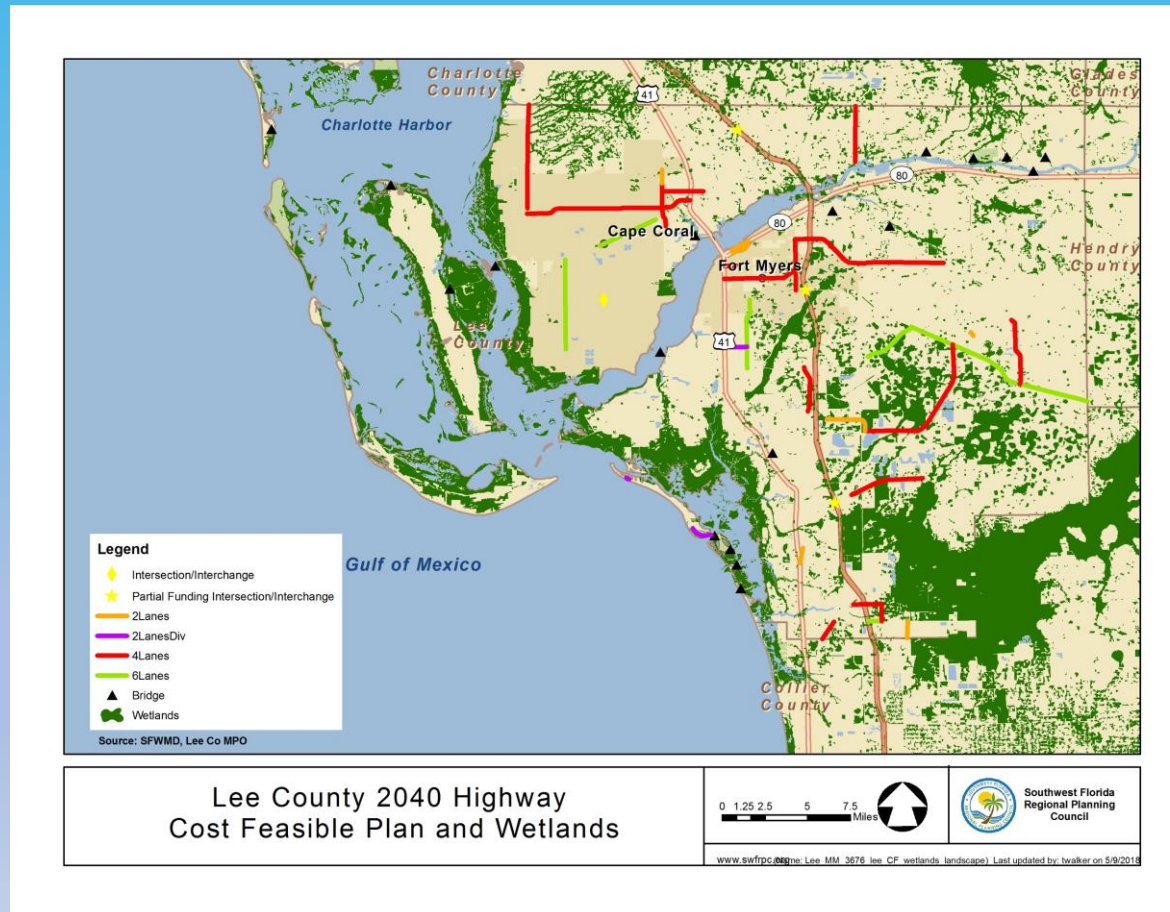 Charlotte
County
Glades
County
41
Charlotte Harbor
80
80
Cape Coral
Hendry
County
Fort Myers
Lee
County
41
Legend
Intersection/Interchange
Partial Funding Intersection/Interchange
2Lanes
2LanesDiv
4Lanes
6Lanes
Bridge
Wetlands
Source: SFWMD, Lee Co MPO
Gulf of Mexico
Collier
County
Lee County 2040 Highway
Cost Feasible Plan and Wetlands
0 1.25 2.5 5 7.5
Miles
Southwest Florida
Regional Planning
Council
www.swfrpc.org
Lee_MM_3676_lee_CF_wetlands_landscape) Last updated by: twalker on 5/9/2018